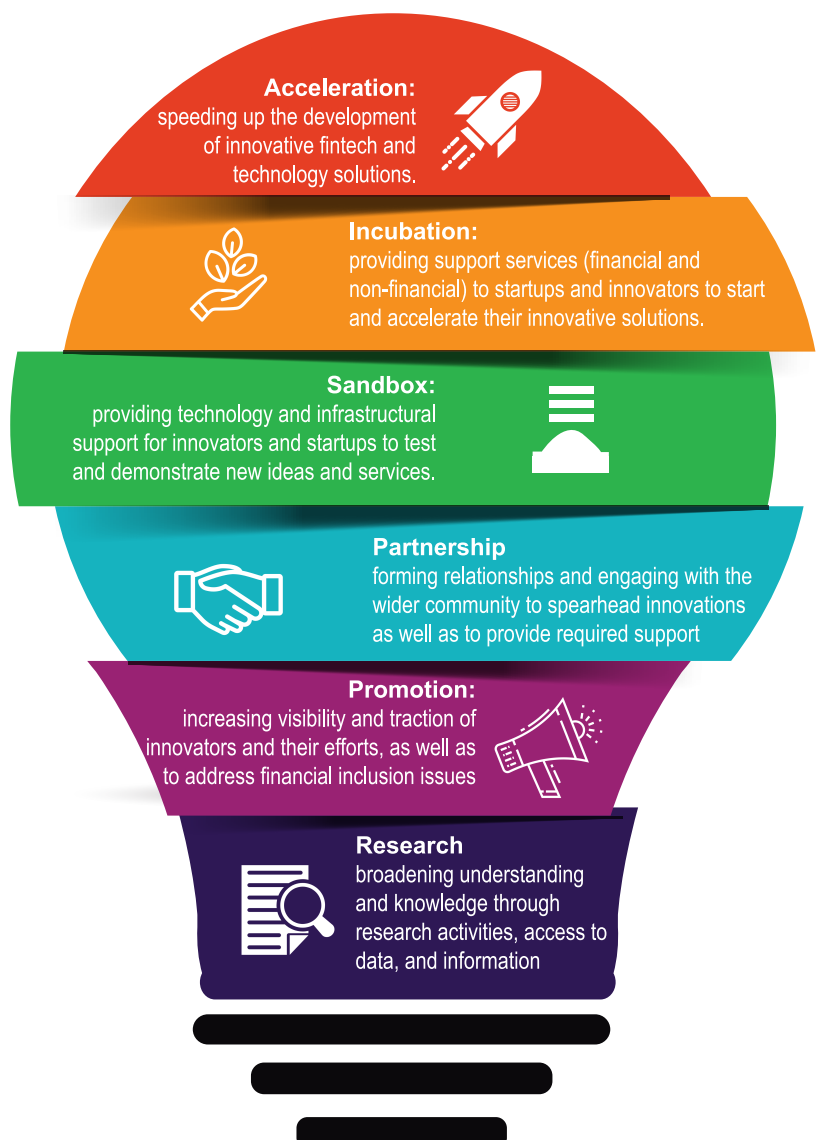 Acceleration:
speeding up the development
of innovative fintech and
technology solutions.
Incubation:
providing support services (financial and
non-financial) to startups and innovators to start
and accelerate their innovative solutions.
Sandbox:
providing technology and infrastructural
support for innovators and startups to test
and demonstrate new ideas and services.
Partnership
forming relationships and engaging with the
wider community to spearhead innovations
as well as to provide required support
Promotion:
increasing visibility and traction of
innovators and their efforts, as well as
to address financial inclusion issues
Research
broadening understanding
and knowledge through
research activities, access to
data, and information